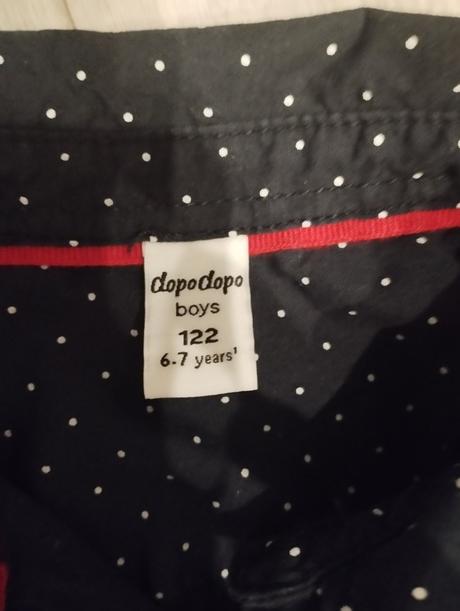 dopodopo
boys
122
6-7 years'